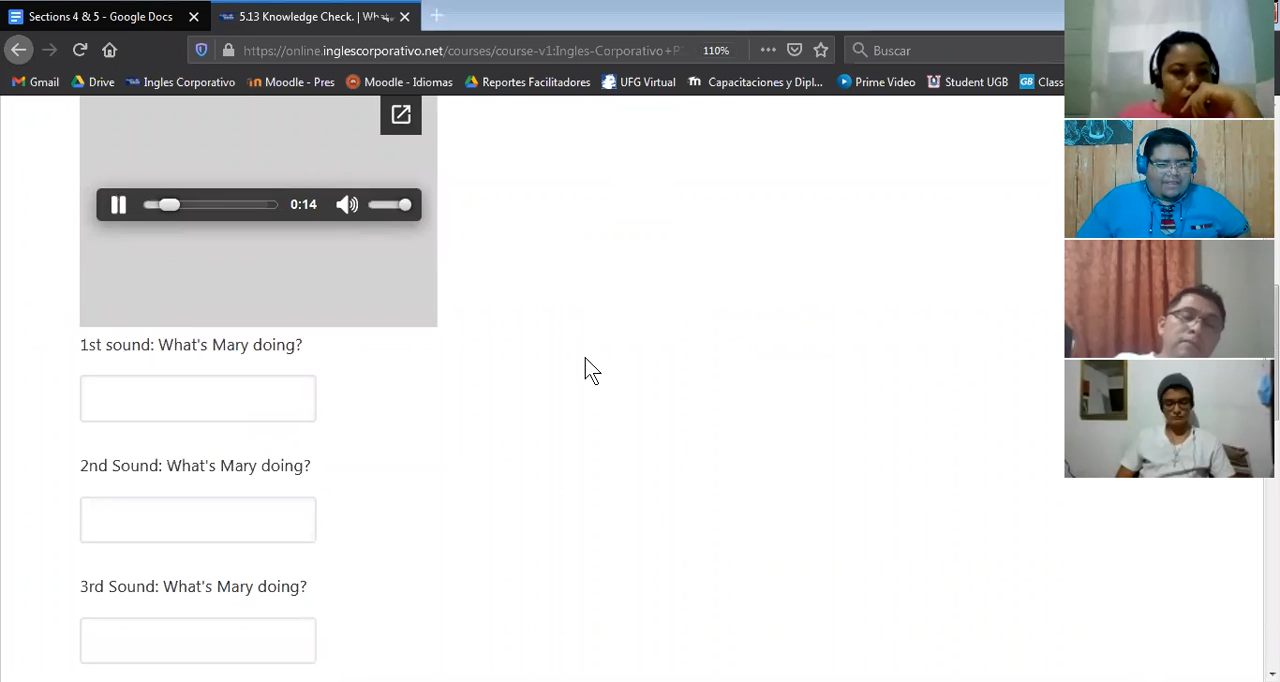 Sections 4 & 5 - Google Docs
5.13 Knowledge Check. | Wh
https://online.inglescorporativo.net/courses/course-v1:Ingles-Corporativo+P
110%
Buscar
Gmail
Drive
Ingles Corporativo
Moodle - Pres
Moodle - Idiomas
Reportes Facilitadores
UFG Virtual
Capacitaciones y Dipl...
Prime Video
Student UGB
GB Class
0:14
1st sound: What's Mary doing?
2nd Sound: What's Mary doing?
3rd Sound: What's Mary doing?